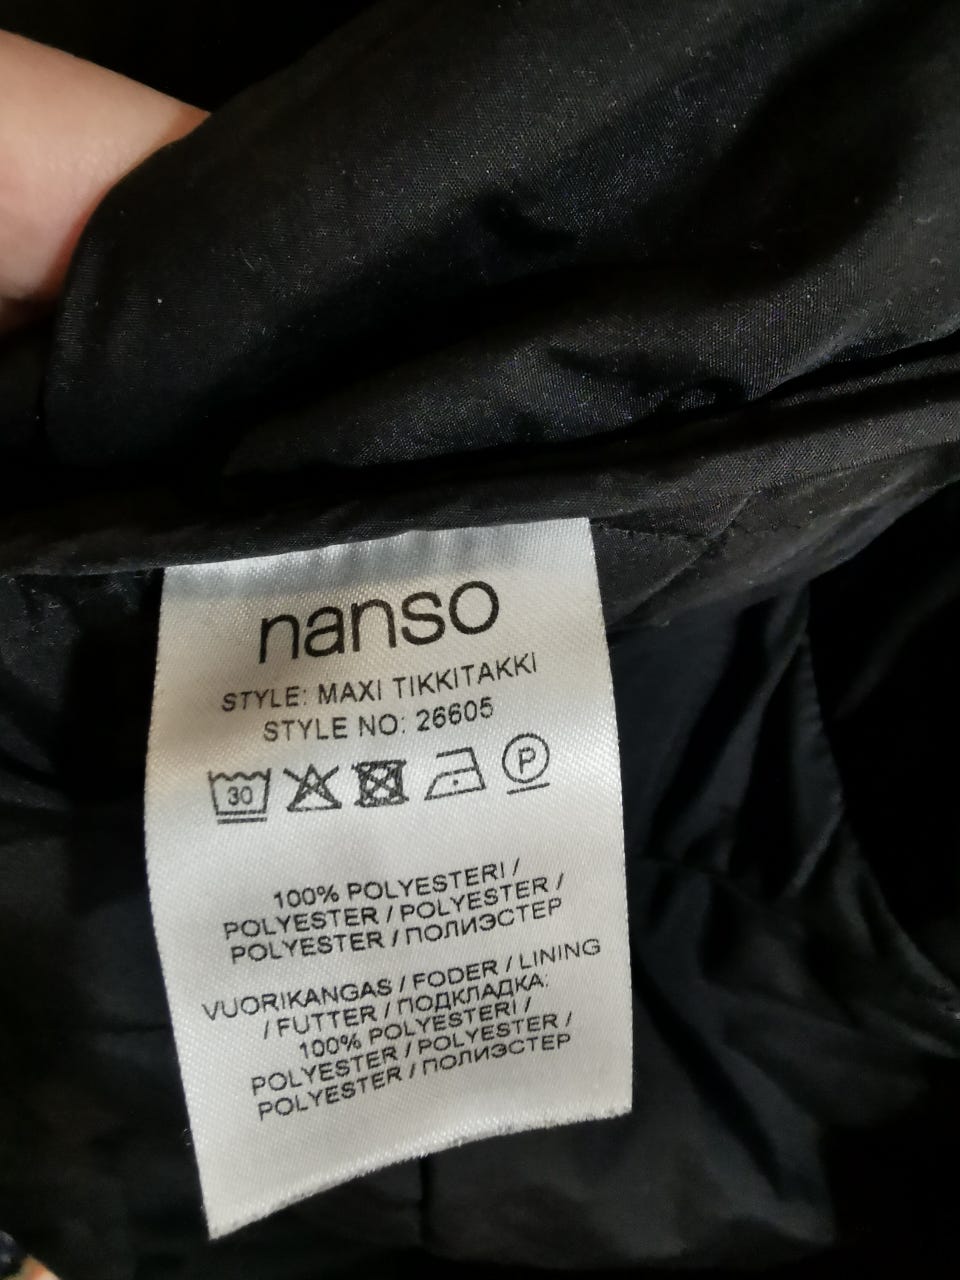 nanso
STYLE: MAXI TIKKITAKKI
STYLE NO: 26605
30 P
100% POLYESTERI /
POLYESTER / POLYESTER /
POLYESTER / ПОЛИЭСТЕР
VUORIKANGAS / FODER / LINING
/ FUTTER / ПОДКЛАДКА:
100% POLYESTERI /
POLYESTER / POLYESTER /
POLYESTER / ПОЛИЭСТЕР